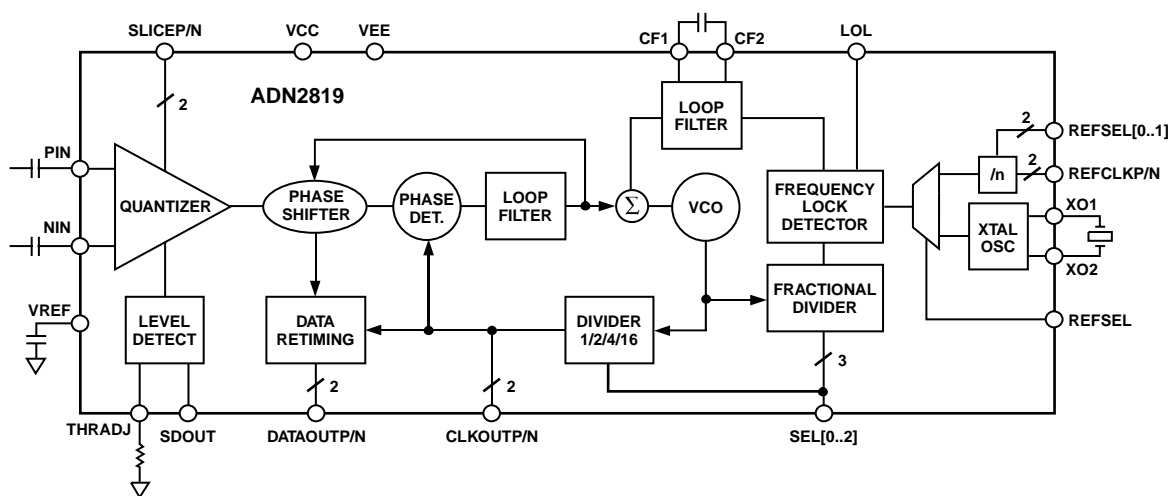 SLICEP/N
VCC
VEE
CF1
CF2
LOL
ADN2819
2
LOOP
FILTER
2
REFSEL[0..1]
PIN
/n
2
REFCLKP/N
QUANTIZER
PHASE
SHIFTER
PHASE
DET.
LOOP
FILTER
Σ
VCO
FREQUENCY
LOCK
DETECTOR
XO1
XTAL
OSC
NIN
XO2
VREF
LEVEL
DETECT
DATA
RETIMING
DIVIDER
1/2/4/16
FRACTIONAL
DIVIDER
REFSEL
2
2
3
THRADJ
SDOUT
DATAOUTP/N
CLKOUTP/N
SEL[0..2]